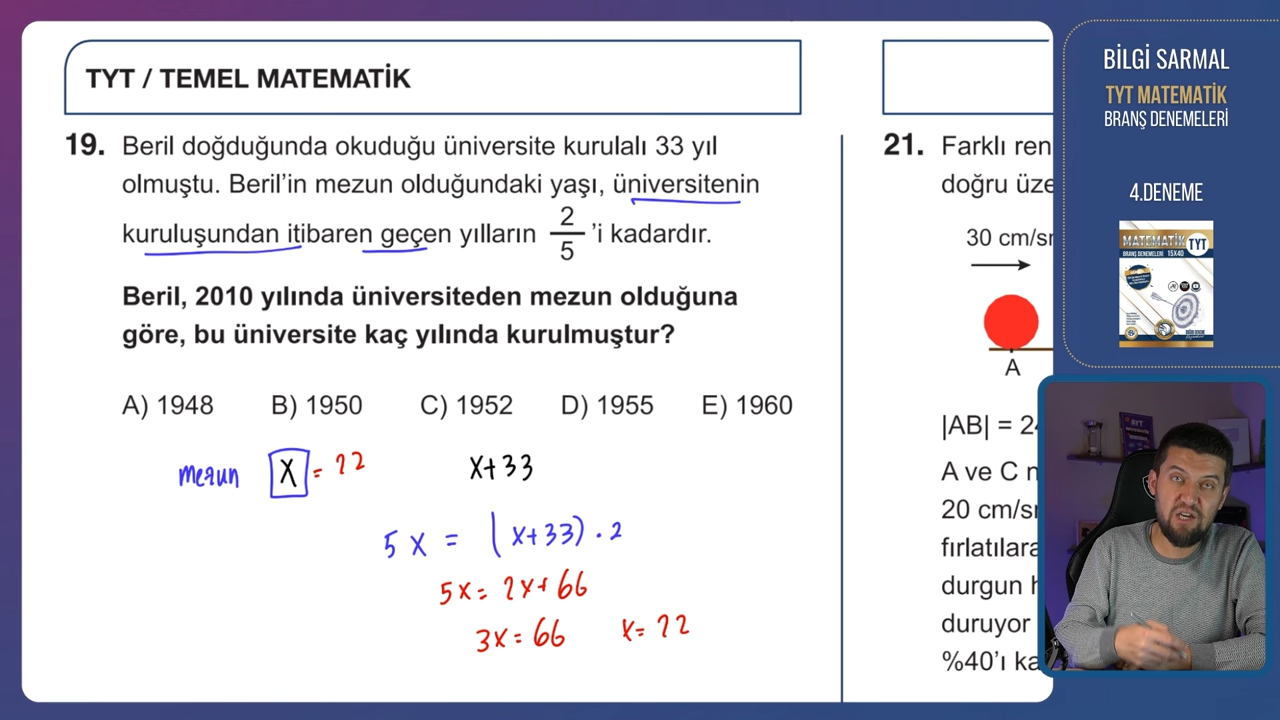 TYT / TEMEL MATEMATİK
19. Beril doğduğunda okuduğu üniversite kurulalı 33 yıl
olmuştu. Beril'in mezun olduğundaki yaşı, üniversitenin
kuruluşundan itibaren geçen yılların 2/5 'i kadardır.
Beril, 2010 yılında üniversiteden mezun olduğuna
göre, bu üniversite kaç yılında kurulmuştur?
A) 1948 B) 1950 C) 1952 D) 1955 E) 1960
mezun x = 22 x+33
5x = (x+33) . 2
5x = 2x + 66
3x = 66 x = 22
21. Farklı ren
doğru üze
30 cm/sr
A
|AB| = 24
A ve C n
20 cm/sr
fırlatılara
durgun h
duruyor
%40'ı ka
BİLGİ SARMAL
TYT MATEMATİK
BRANŞ DENEMELERİ
4.DENEME
MATEMATİK TYT
BRANŞ DENEMELERİ 15X40